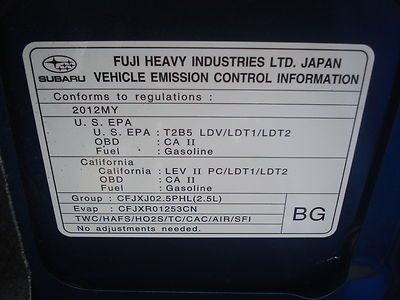 SUBARU
FUJI HEAVY INDUSTRIES LTD. JAPAN
VEHICLE EMISSION CONTROL INFORMATION
Conforms to regulations :
2012MY
U. S. EPA
U. S. EPA : T2B5 LDV/LDT1/LDT2
OBD : CA II
Fuel : Gasoline
California
California : LEV II PC/LDT1/LDT2
OBD : CA II
Fuel : Gasoline
Group : CFJXJ02.5PHL(2.5L)
Evap : CFJXR01253CN
TWC/HAFS/HO2S/TC/CAC/AIR/SFI
No adjustments needed.
BG